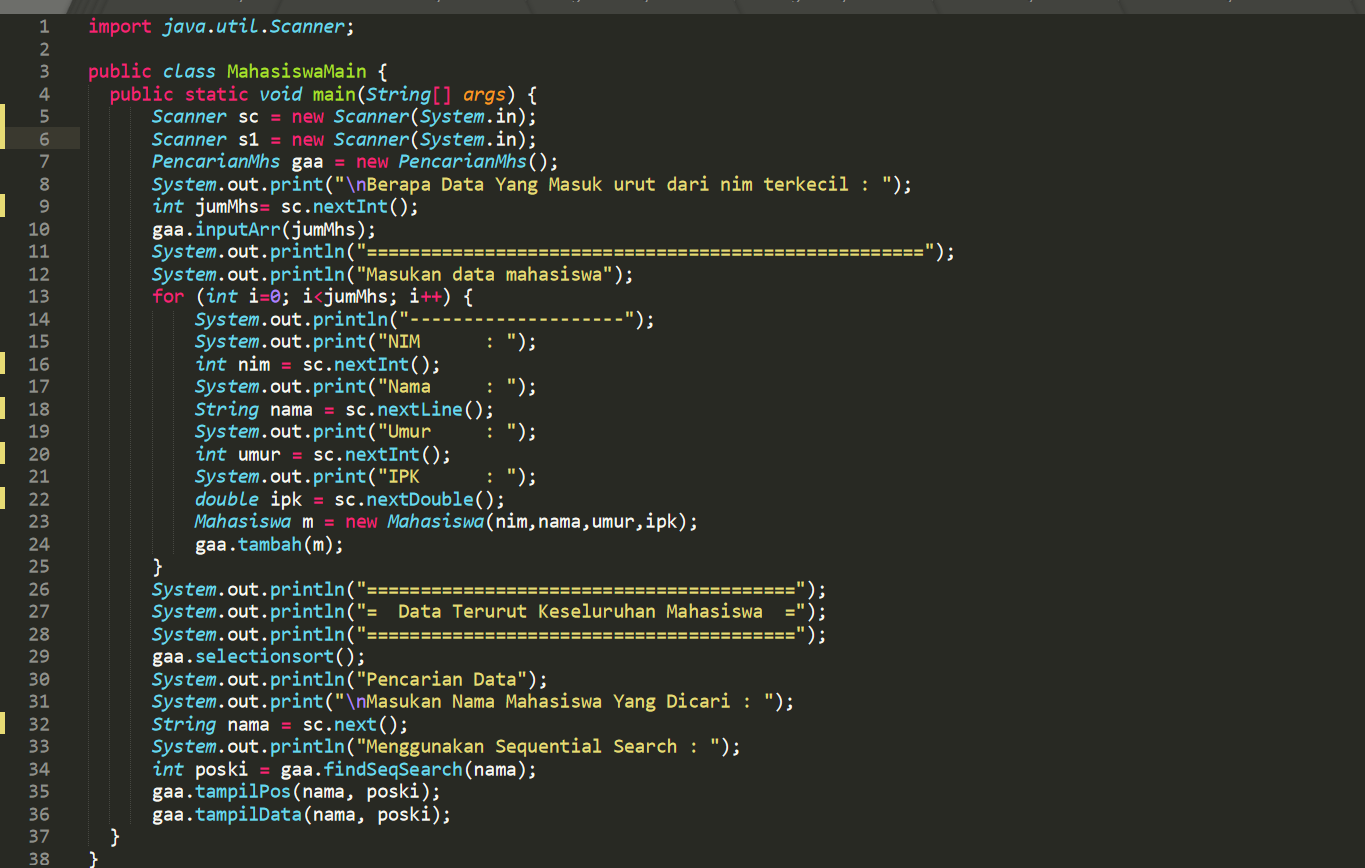 1 import java.util.Scanner;
2
3 public class MahasiswaMain {
4 public static void main(String[] args) {
5 Scanner sc = new Scanner(System.in);
6 Scanner s1 = new Scanner(System.in);
7 PencarianMhs gaa = new PencarianMhs();
8 System.out.print("\nBerapa Data Yang Masuk urut dari nim terkecil : ");
9 int jumMhs= sc.nextInt();
10 gaa.inputArr(jumMhs);
11 System.out.println("====================================================");
12 System.out.println("Masukan data mahasiswa");
13 for (int i=0; i<jumMhs; i++) {
14 System.out.println("--------------------");
15 System.out.print("NIM      : ");
16 int nim = sc.nextInt();
17 System.out.print("Nama     : ");
18 String nama = sc.nextLine();
19 System.out.print("Umur     : ");
20 int umur = sc.nextInt();
21 System.out.print("IPK      : ");
22 double ipk = sc.nextDouble();
23 Mahasiswa m = new Mahasiswa(nim,nama,umur,ipk);
24 gaa.tambah(m);
25 }
26 System.out.println("========================================");
27 System.out.println("=  Data Terurut Keseluruhan Mahasiswa  =");
28 System.out.println("========================================");
29 gaa.selectionsort();
30 System.out.println("Pencarian Data");
31 System.out.print("\nMasukan Nama Mahasiswa Yang Dicari : ");
32 String nama = sc.next();
33 System.out.println("Menggunakan Sequential Search : ");
34 int poski = gaa.findSeqSearch(nama);
35 gaa.tampilPos(nama, poski);
36 gaa.tampilData(nama, poski);
37 }
38 }